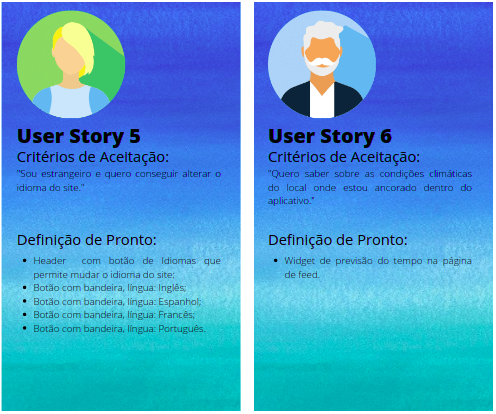 User Story 5
Critérios de Aceitação:
"Sou estrangeiro e quero conseguir alterar o
idioma do site."
Definição de Pronto:
• Header com botão de Idiomas que
permite mudar o idioma do site;
• Botão com bandeira, língua: Inglês;
• Botão com bandeira, língua: Espanhol;
• Botão com bandeira, língua: Francês;
• Botão com bandeira, língua: Português.
User Story 6
Critérios de Aceitação:
"Quero saber sobre as condições climáticas
do local onde estou ancorado dentro do
aplicativo."
Definição de Pronto:
• Widget de previsão do tempo na página
de feed.